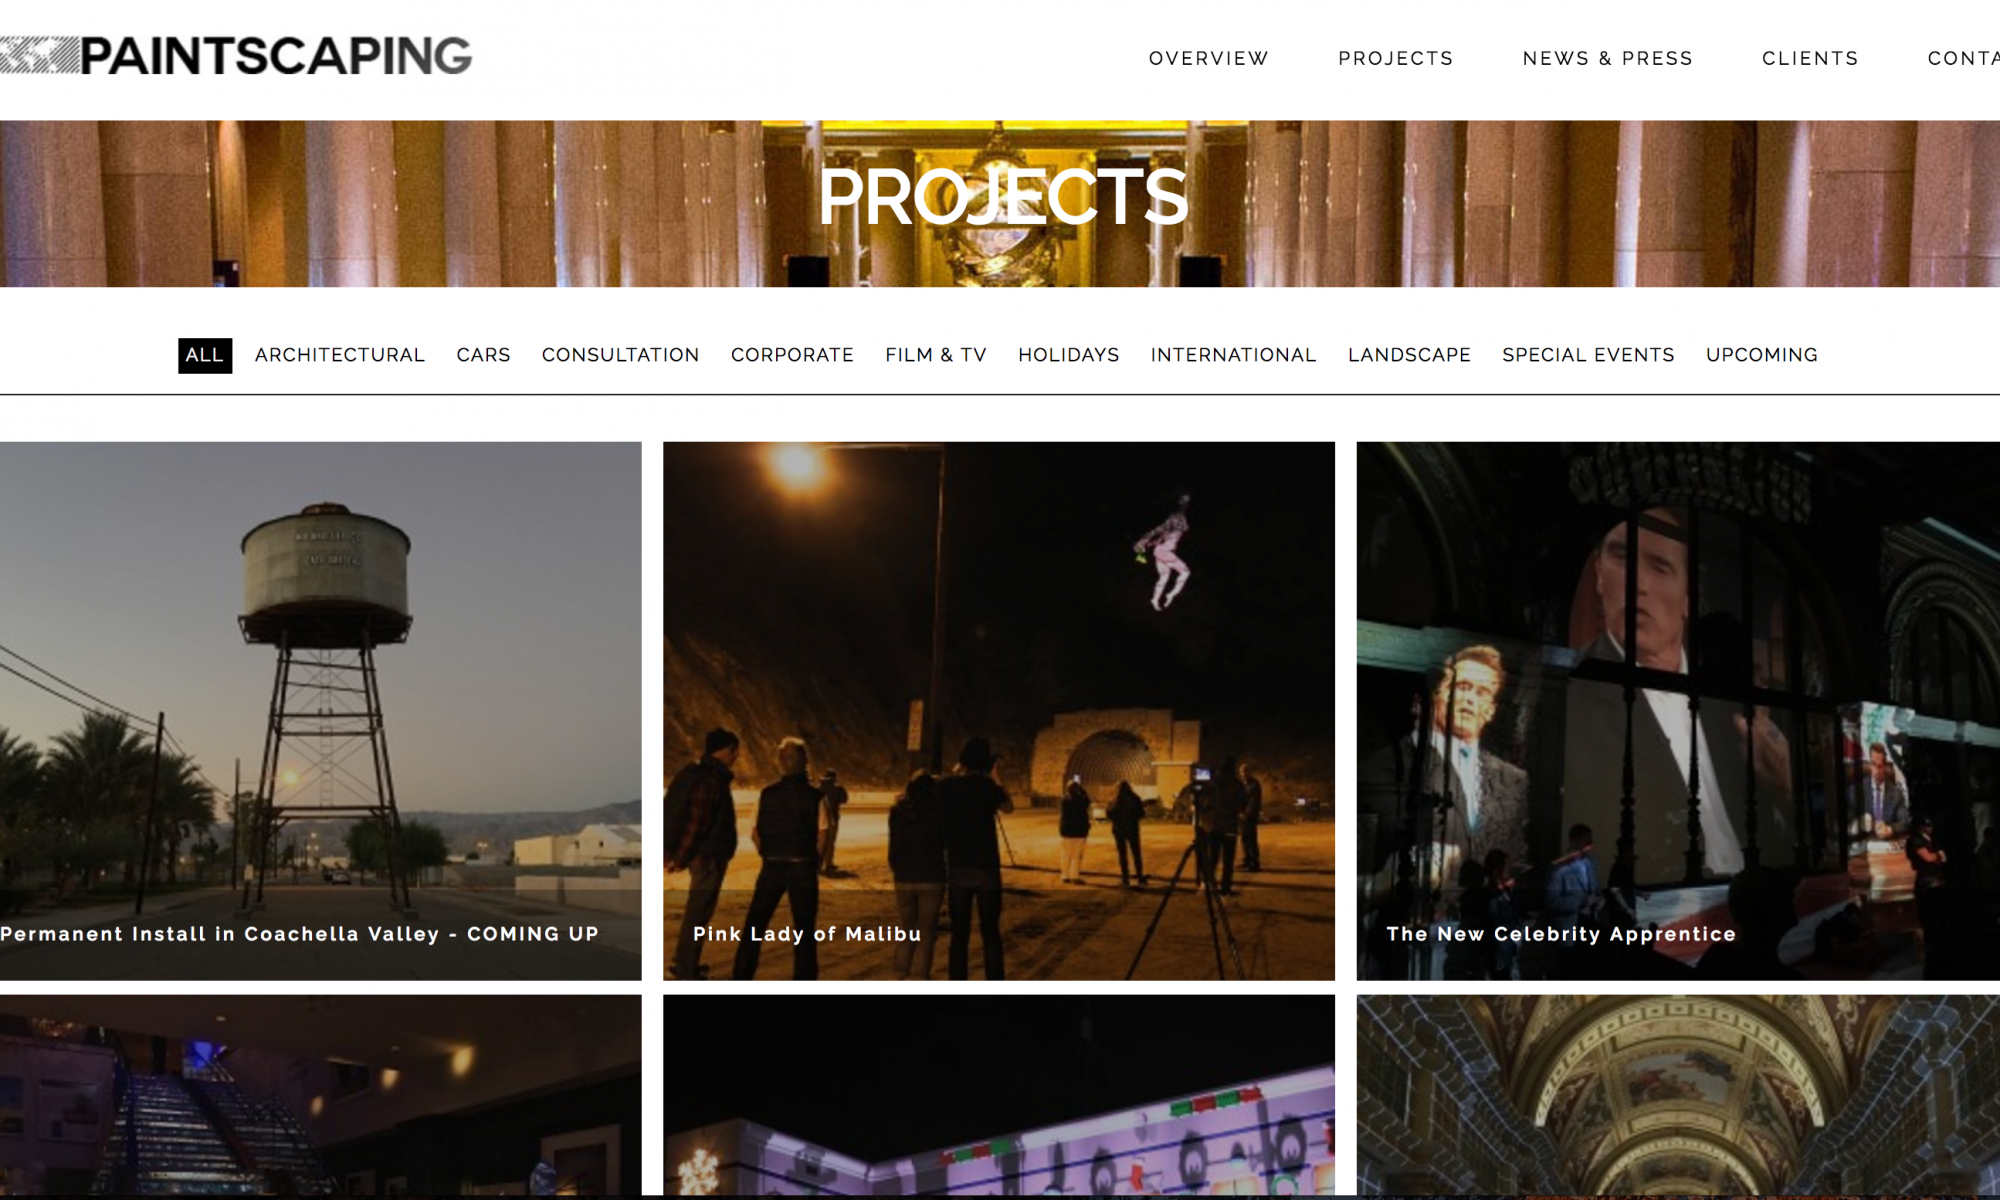 PAINTSCAPING
OVERVIEW PROJECTS NEWS & PRESS CLIENTS CONTA
PROJECTS
ALL ARCHITECTURAL CARS CONSULTATION CORPORATE FILM & TV HOLIDAYS INTERNATIONAL LANDSCAPE SPECIAL EVENTS UPCOMING
Permanent Install in Coachella Valley - COMING UP
Pink Lady of Malibu
The New Celebrity Apprentice